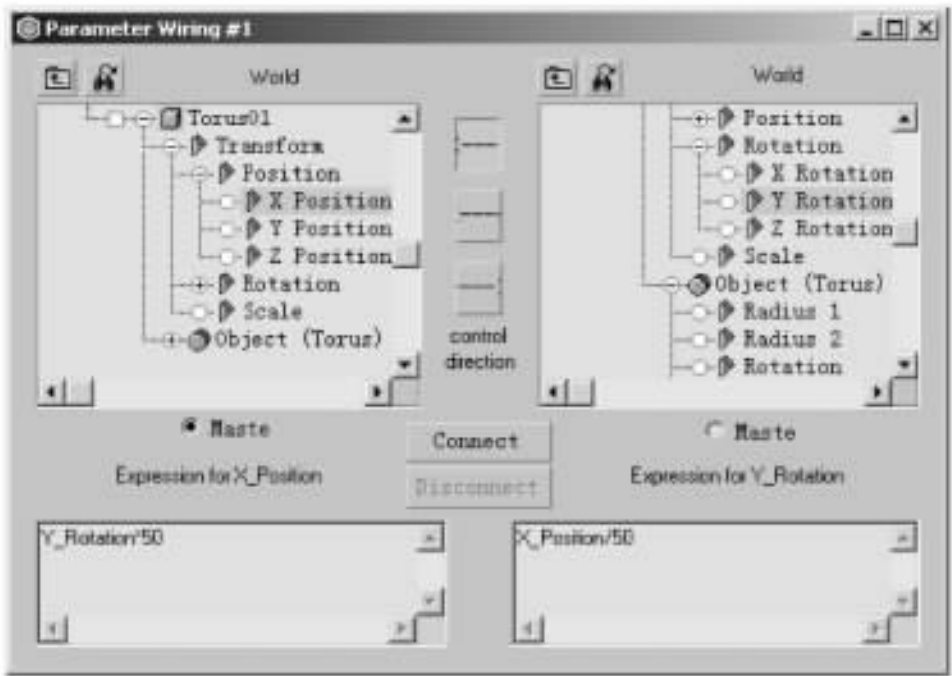 Parameter Wiring #1
World
Torus01
Transform
Position
X Position
Y Position
Z Position
Rotation
Scale
Object (Torus)
control
direction
World
Position
Rotation
X Rotation
Y Rotation
Z Rotation
Scale
Object (Torus)
Radius 1
Radius 2
Rotation
Maste
Connect
Maste
Expression for X_Position
Disconnect
Expression for Y_Rotation
Y_Rotation*50
X_Position/50